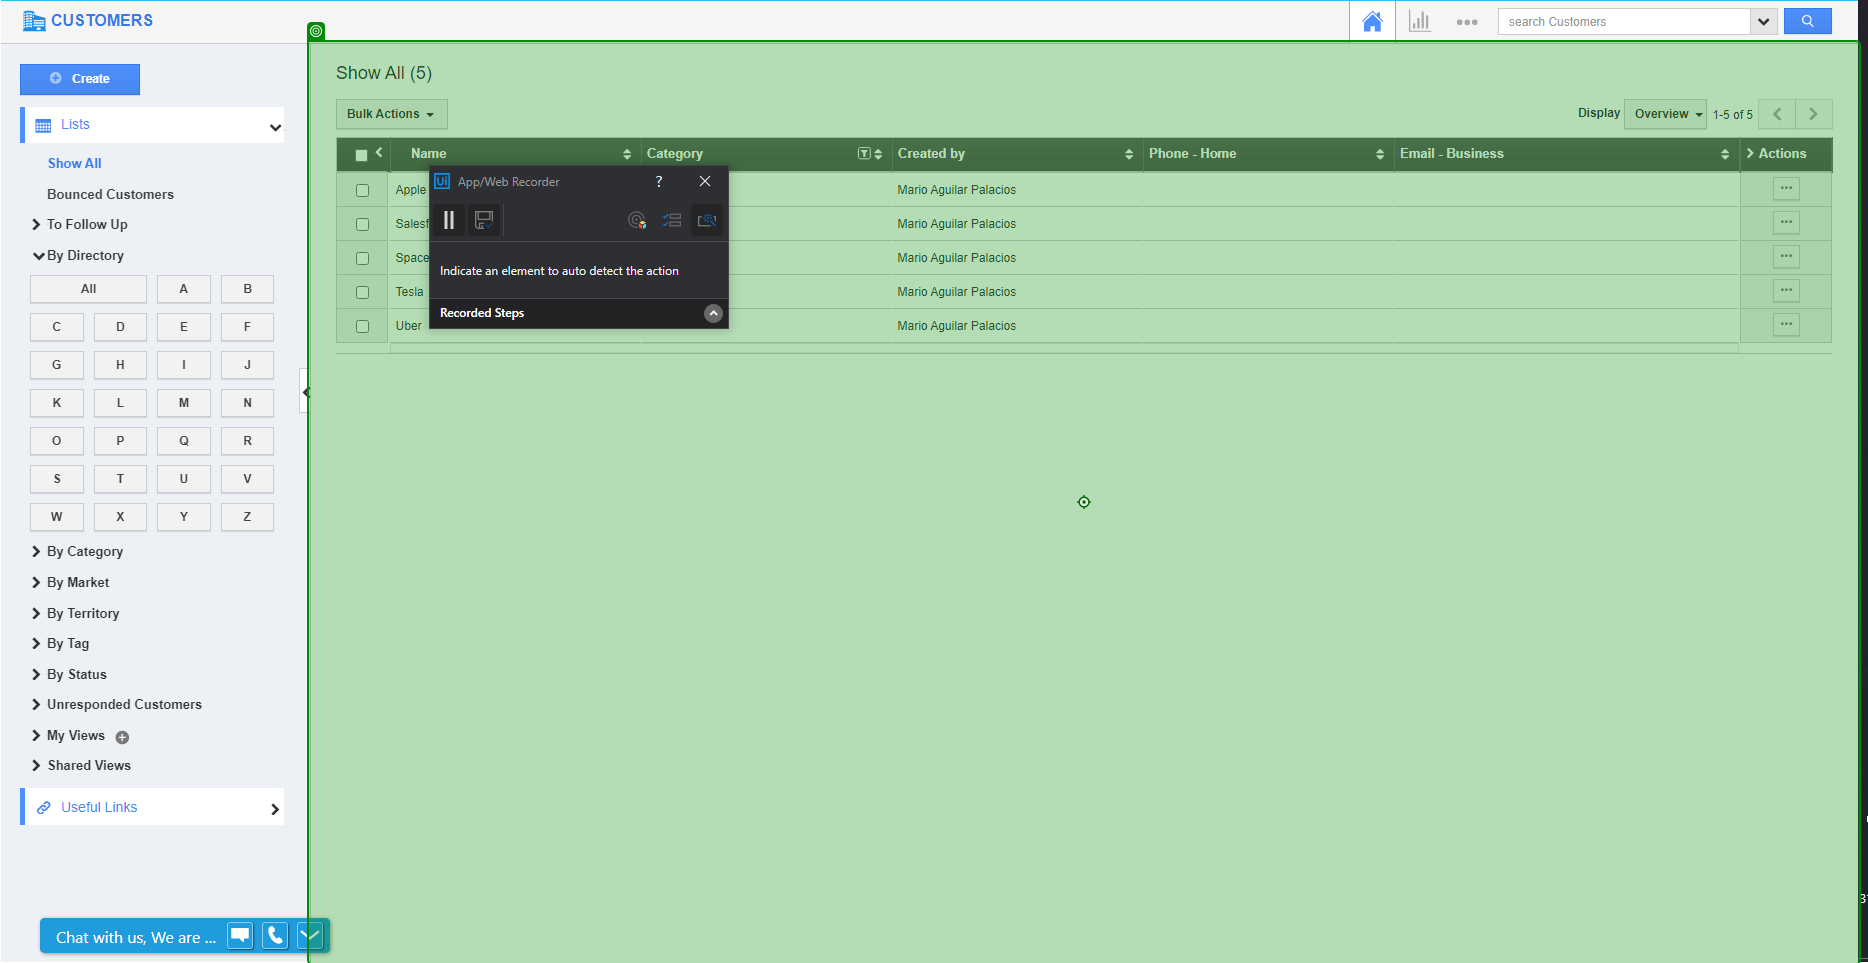 CUSTOMERS
search Customers
Create
Lists
Show All
Bounced Customers
To Follow Up
By Directory
All A B
C D E F
G H I J
K L M N
O P Q R
S T U V
W X Y Z
By Category
By Market
By Territory
By Tag
By Status
Unresponded Customers
My Views
Shared Views
Useful Links
Chat with us, We are ...
Show All (5)
Bulk Actions
Display Overview 1-5 of 5
Name Category Created by Phone - Home Email - Business Actions
Apple Mario Aguilar Palacios
Mario Aguilar Palacios
Space Mario Aguilar Palacios
Tesla Mario Aguilar Palacios
Uber Mario Aguilar Palacios
Ui App/Web Recorder ?
Indicate an element to auto detect the action
Recorded Steps